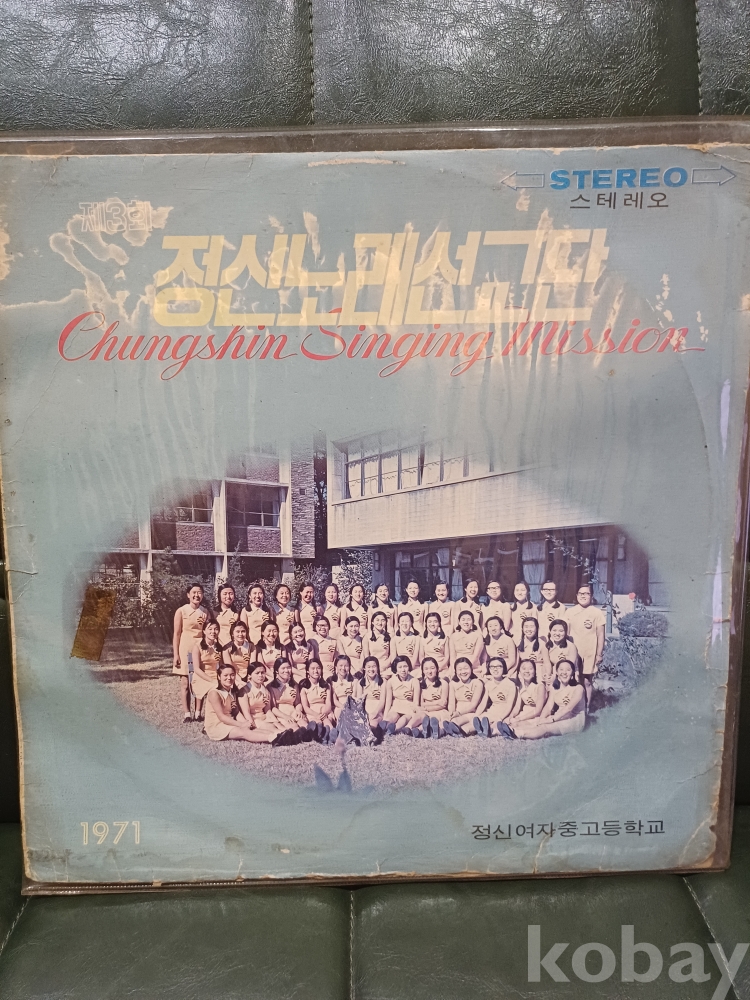 STEREO
스테레오
제3회
정신노래선교단
Chungshin Singing Mission
1971
정신여자중고등학교
kobay